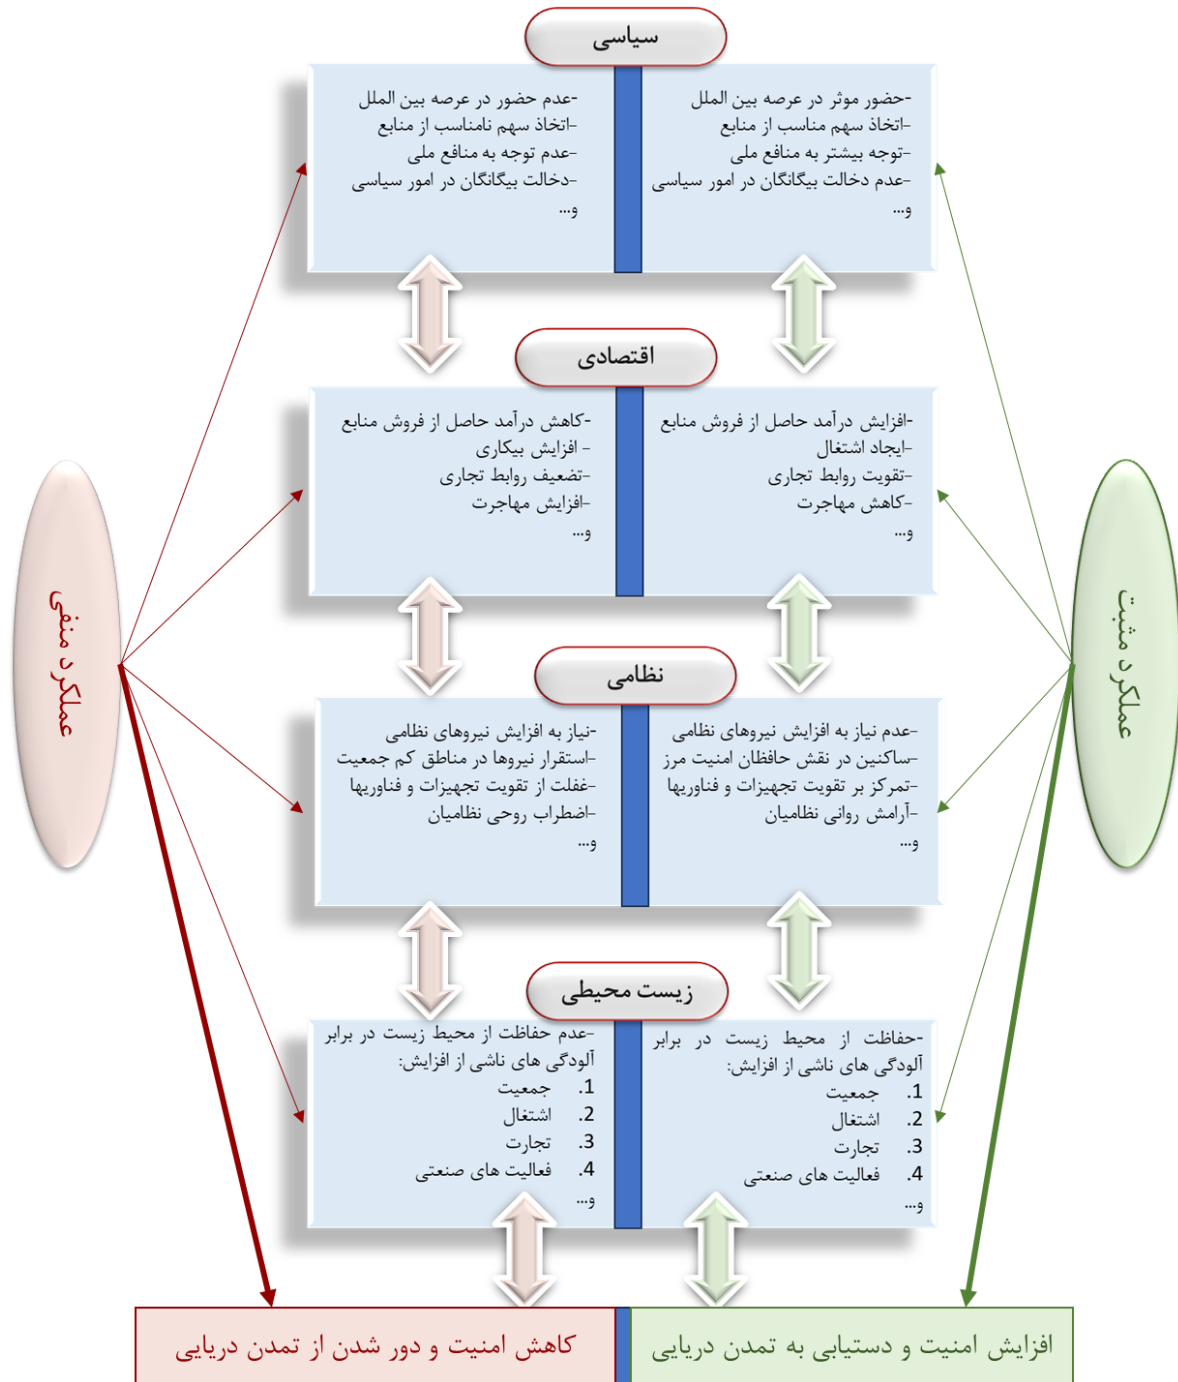 سیاسی
-حضور موثر در عرصه بین الملل
-اتخاذ سهم مناسب از منابع
-توجه بیشتر به منافع ملی
-عدم دخالت بیگانگان در امور سیاسی
و...
-عدم حضور در عرصه بین الملل
-اتخاذ سهم نامناسب از منابع
-عدم توجه به منافع ملی
-دخالت بیگانگان در امور سیاسی
و...
اقتصادی
-افزایش درآمد حاصل از فروش منابع
-ایجاد اشتغال
-تقویت روابط تجاری
-کاهش مهاجرت
و...
-کاهش درآمد حاصل از فروش منابع
- افزایش بیکاری
-تضعیف روابط تجاری
-افزایش مهاجرت
و...
عملکرد مثبت
عملکرد منفی
نظامی
-عدم نیاز به افزایش نیروهای نظامی
-ساکنین در نقش حافظان امنیت مرز
-تمرکز بر تقویت تجهیزات و فناوریها
-آرامش روانی نظامیان
و...
-نیاز به افزایش نیروهای نظامی
-استقرار نیروها در مناطق کم جمعیت
-غفلت از تقویت تجهیزات و فناوریها
-اضطراب روحی نظامیان
و...
زیست محیطی
-حفاظت از محیط زیست در برابر
آلودگی های ناشی از افزایش:
1. جمعیت
2. اشتغال
3. تجارت
4. فعالیت های صنعتی
و...
-عدم حفاظت از محیط زیست در برابر
آلودگی های ناشی از افزایش:
1. جمعیت
2. اشتغال
3. تجارت
4. فعالیت های صنعتی
و...
افزایش امنیت و دستیابی به تمدن دریایی
کاهش امنیت و دور شدن از تمدن دریایی